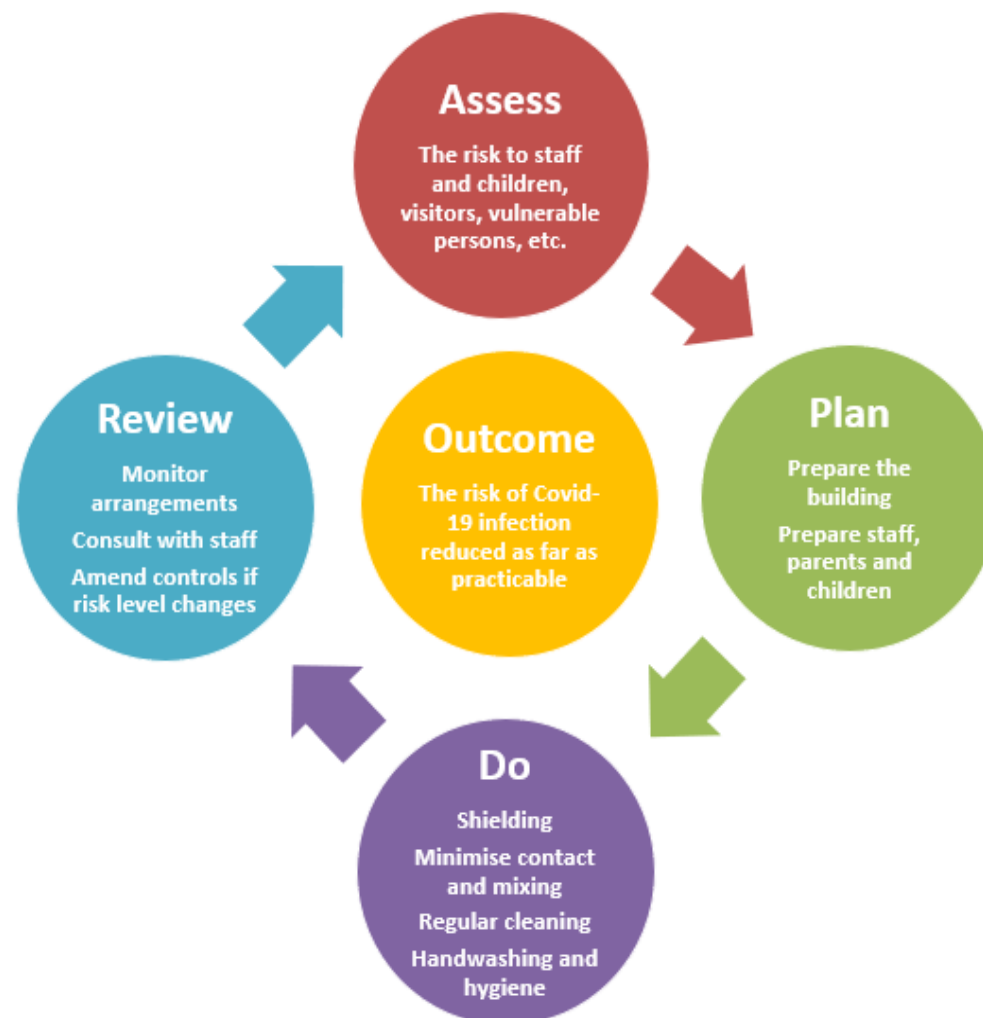 Assess
The risk to staff
and children,
visitors, vulnerable
persons, etc.
Plan
Prepare the
building
Prepare staff,
parents and
children
Do
Shielding
Minimise contact
and mixing
Regular cleaning
Handwashing and
hygiene
Review
Monitor
arrangements
Consult with staff
Amend controls if
risk level changes
Outcome
The risk of Covid-
19 infection
reduced as far as
practicable